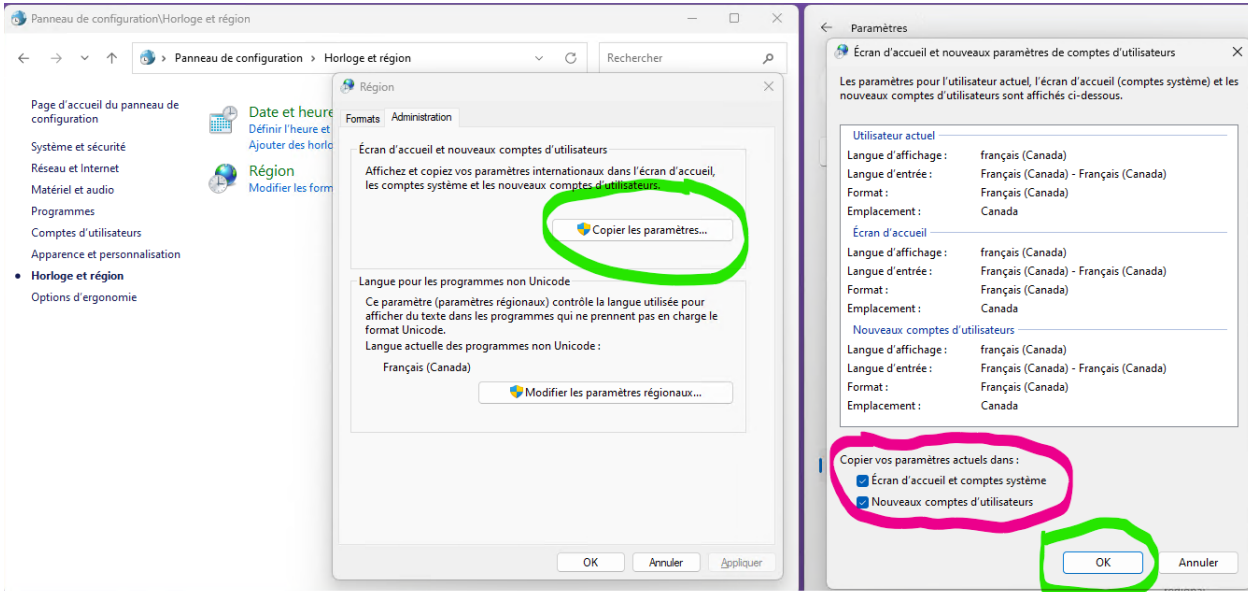 Panneau de configuration\Horloge et région
Panneau de configuration > Horloge et région
Rechercher
Page d'accueil du panneau de
configuration
Système et sécurité
Réseau et Internet
Matériel et audio
Programmes
Comptes d'utilisateurs
Apparence et personnalisation
Horloge et région
Options d'ergonomie
Date et heure
Définir l'heure et
Ajouter des horlo
Région
Modifier les form
Région
Formats
Administration
Écran d'accueil et nouveaux comptes d'utilisateurs
Affichez et copiez vos paramètres internationaux dans l'écran d'accueil,
les comptes système et les nouveaux comptes d'utilisateurs.
Copier les paramètres...
Langue pour les programmes non Unicode
Ce paramètre (paramètres régionaux) contrôle la langue utilisée pour
afficher du texte dans les programmes qui ne prennent pas en charge le
format Unicode.
Langue actuelle des programmes non Unicode :
Français (Canada)
Modifier les paramètres régionaux...
OK
Annuler
Appliquer
Paramètres
Écran d'accueil et nouveaux paramètres de comptes d'utilisateurs
Les paramètres pour l'utilisateur actuel, l'écran d'accueil (comptes système) et les
nouveaux comptes d'utilisateurs sont affichés ci-dessous.
Utilisateur actuel
Langue d'affichage : français (Canada)
Langue d'entrée : Français (Canada) - Français (Canada)
Format : Français (Canada)
Emplacement : Canada
Écran d'accueil
Langue d'affichage : français (Canada)
Langue d'entrée : Français (Canada) - Français (Canada)
Format : Français (Canada)
Emplacement : Canada
Nouveaux comptes d'utilisateurs
Langue d'affichage : français (Canada)
Langue d'entrée : Français (Canada) - Français (Canada)
Format : Français (Canada)
Emplacement : Canada
Copier vos paramètres actuels dans :
Écran d'accueil et comptes système
Nouveaux comptes d'utilisateurs
OK
Annuler